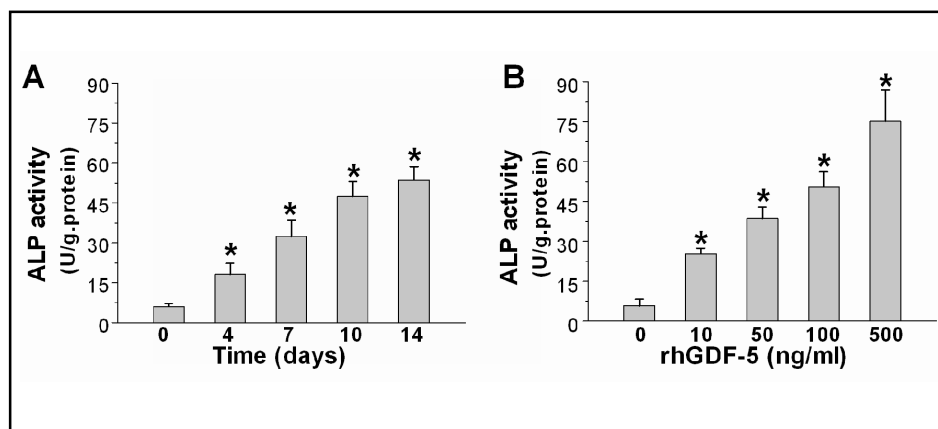 A
ALP activity
(U/g.protein)
90
75
60
45
30
15
0
*
*
*
*
0 4 7 10 14
Time (days)
B
ALP activity
(U/g.protein)
90
75
60
45
30
15
0
*
*
*
*
0 10 50 100 500
rhGDF-5 (ng/ml)